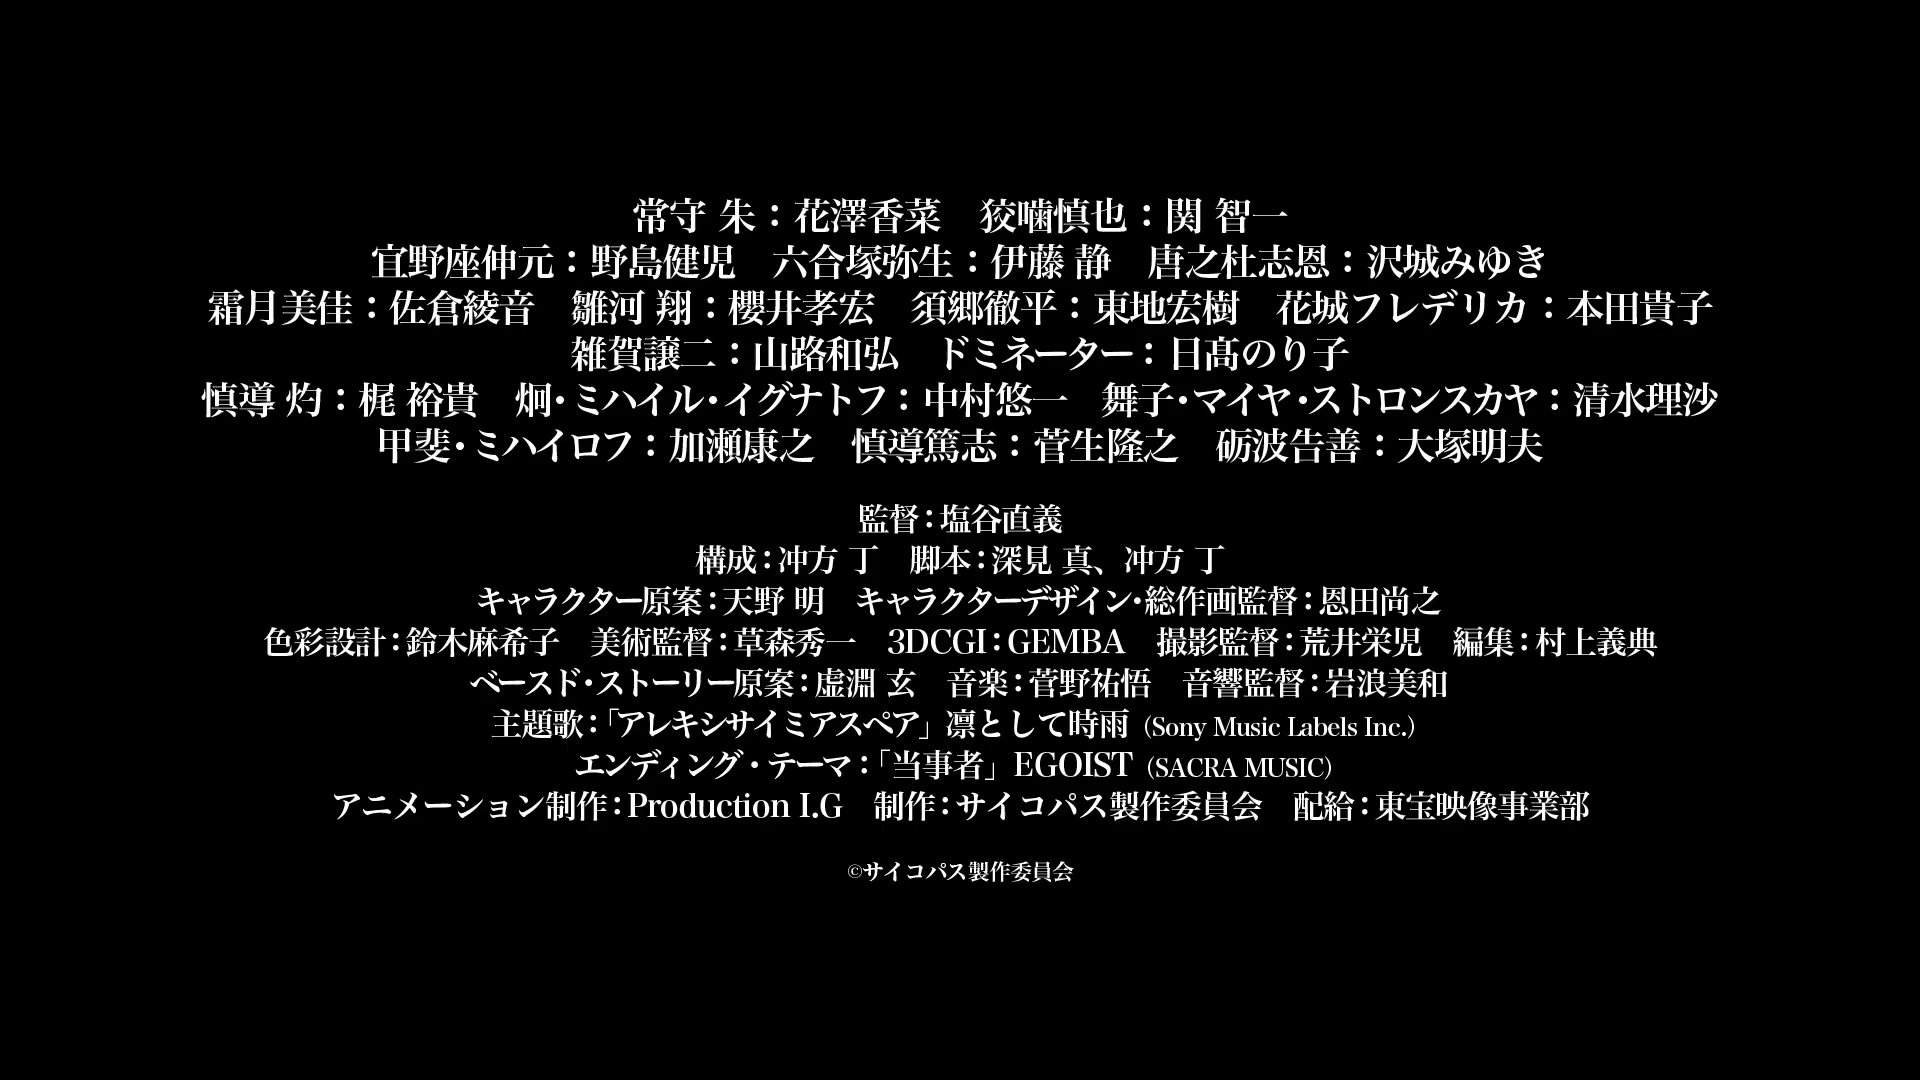 常守 朱：花澤香菜　狡噛慎也：関 智一
宜野座伸元：野島健児　六合塚弥生：伊藤 静　唐之杜志恩：沢城みゆき
霜月美佳：佐倉綾音　雛河 翔：櫻井孝宏　須郷徹平：東地宏樹　花城フレデリカ：本田貴子
雑賀譲二：山路和弘　ドミネーター：日髙のり子
慎導 灼：梶 裕貴　炯・ミハイル・イグナトフ：中村悠一　舞子・マイヤ・ストロンスカヤ：清水理沙
甲斐・ミハイロフ：加瀬康之　慎導篤志：菅生隆之　砺波告善：大塚明夫
監督：塩谷直義
構成：冲方 丁　脚本：深見 真、冲方 丁
キャラクター原案：天野 明　キャラクターデザイン・総作画監督：恩田尚之
色彩設計：鈴木麻希子　美術監督：草森秀一　3DCGI：GEMBA　撮影監督：荒井栄児　編集：村上義典
ベースド・ストーリー原案：虚淵 玄　音楽：菅野祐悟　音響監督：岩浪美和
主題歌：「アレキシサイミアスペア」凛として時雨（Sony Music Labels Inc.）
エンディング・テーマ：「当事者」EGOIST（SACRA MUSIC）
アニメーション制作：Production I.G　制作：サイコパス製作委員会　配給：東宝映像事業部
©サイコパス製作委員会